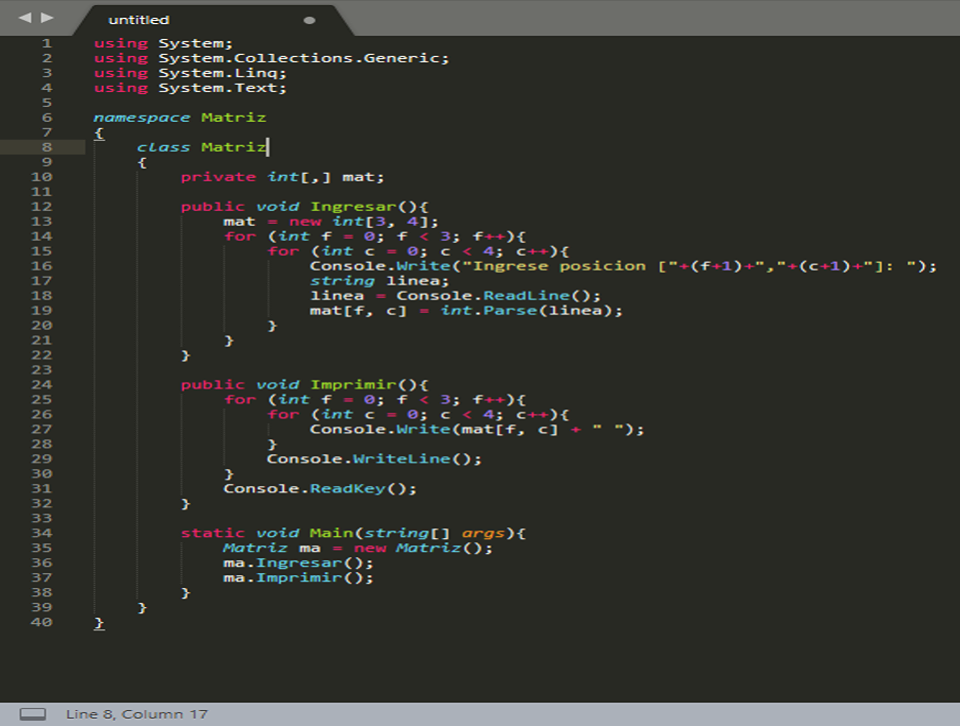 untitled
1 using System;
2 using System.Collections.Generic;
3 using System.Linq;
4 using System.Text;
5
6 namespace Matriz
7 {
8     class Matriz
9     {
10         private int[,] mat;
11
12         public void Ingresar(){
13             mat = new int[3, 4];
14             for (int f = 0; f < 3; f++){
15                 for (int c = 0; c < 4; c++){
16                     Console.Write("Ingrese posicion ["+(f+1)+","+(c+1)+"]: ");
17                     string linea;
18                     linea = Console.ReadLine();
19                     mat[f, c] = int.Parse(linea);
20                 }
21             }
22         }
23
24         public void Imprimir(){
25             for (int f = 0; f < 3; f++){
26                 for (int c = 0; c < 4; c++){
27                     Console.Write(mat[f, c] + " ");
28                 }
29                 Console.WriteLine();
30             }
31             Console.ReadKey();
32         }
33
34         static void Main(string[] args){
35             Matriz ma = new Matriz();
36             ma.Ingresar();
37             ma.Imprimir();
38         }
39     }
40 }
Line 8, Column 17